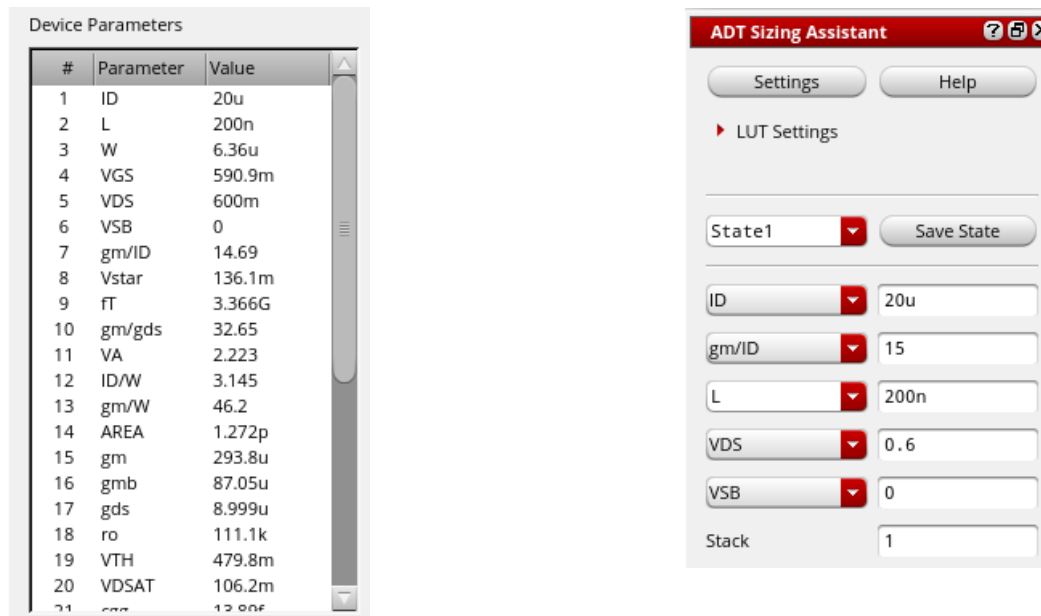 Device Parameters
# Parameter Value
1 ID 20u
2 L 200n
3 W 6.36u
4 VGS 590.9m
5 VDS 600m
6 VSB 0
7 gm/ID 14.69
8 Vstar 136.1m
9 fT 3.366G
10 gm/gds 32.65
11 VA 2.223
12 ID/W 3.145
13 gm/W 46.2
14 AREA 1.272p
15 gm 293.8u
16 gmb 87.05u
17 gds 8.999u
18 ro 111.1k
19 VTH 479.8m
20 VDSAT 106.2m
21 cgg 13.89f
ADT Sizing Assistant
Settings Help
LUT Settings
State1 Save State
ID 20u
gm/ID 15
L 200n
VDS 0.6
VSB 0
Stack 1